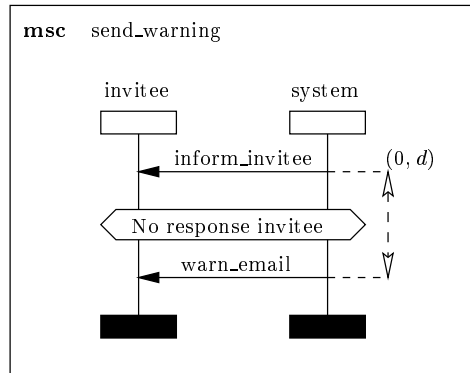 msc send_warning
invitee system
inform_invitee (0, d)
No response invitee
warn_email